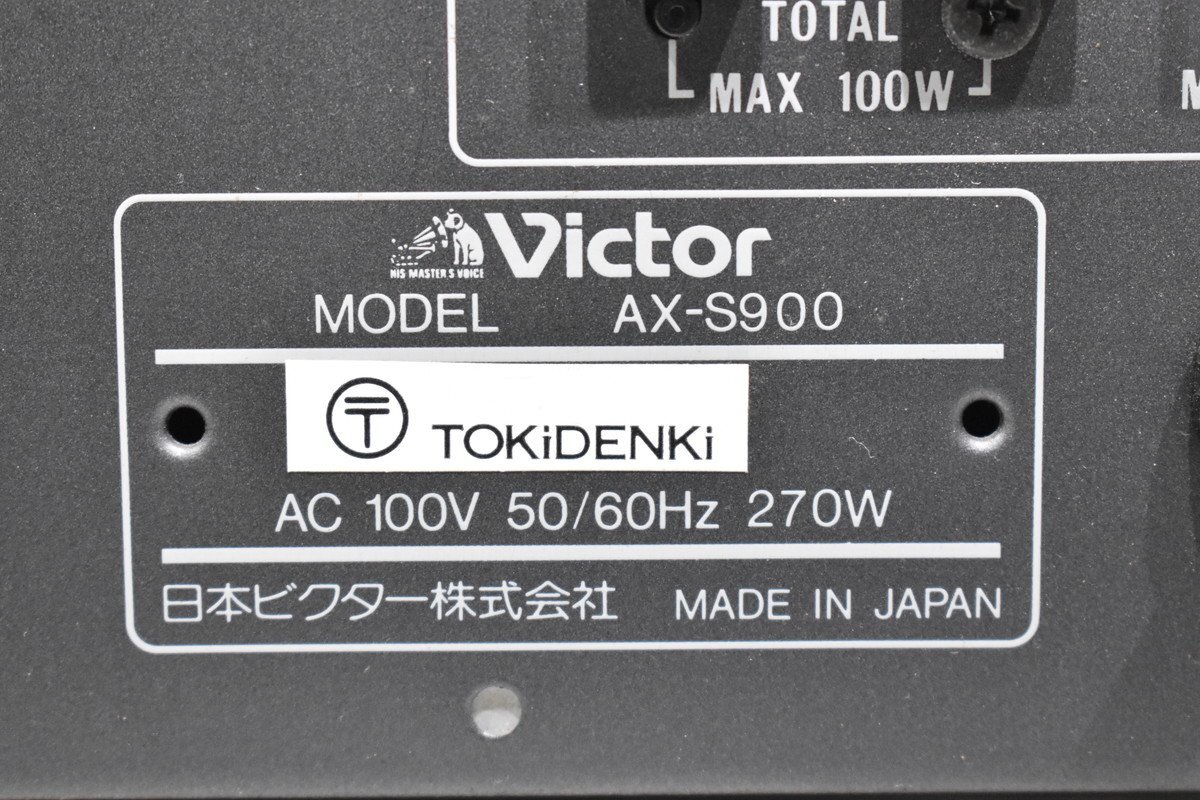 TOTAL
MAX 100W
HIS MASTER'S VOICE
Victor
MODEL AX-S900
TOKiDENKi
AC 100V 50/60Hz 270W
日本ビクター株式会社 MADE IN JAPAN